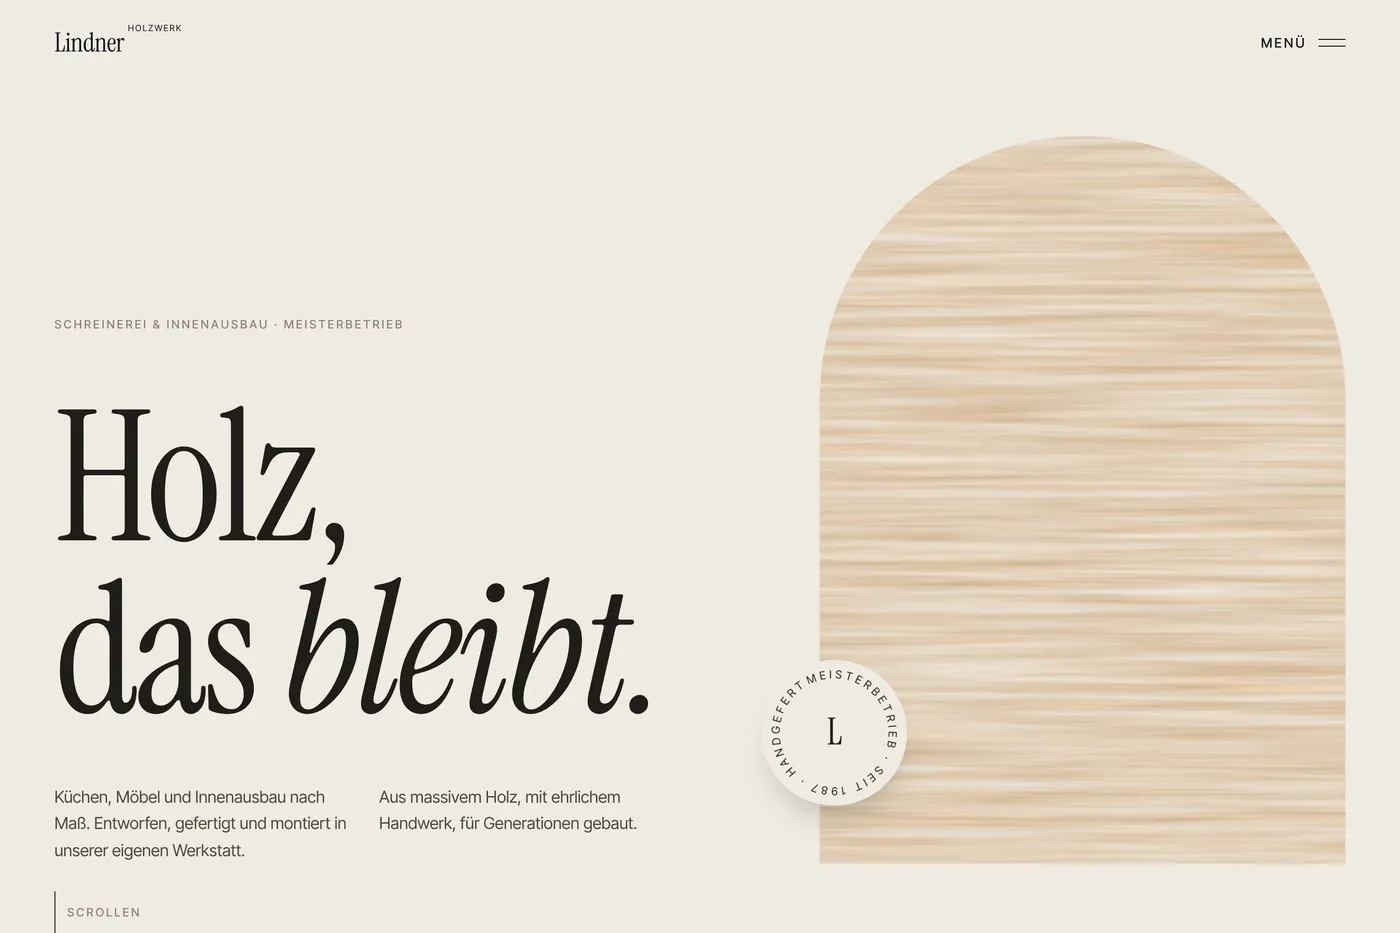 Lindner HOLZWERK
MENÜ
SCHREINEREI & INNENAUSBAU · MEISTERBETRIEB
Holz,
das bleibt.
Küchen, Möbel und Innenausbau nach
Maß. Entworfen, gefertigt und montiert in
unserer eigenen Werkstatt.
Aus massivem Holz, mit ehrlichem
Handwerk, für Generationen gebaut.
MEISTERBETRIEB · SEIT 1987 · HANDGEFERT
L
SCROLLEN